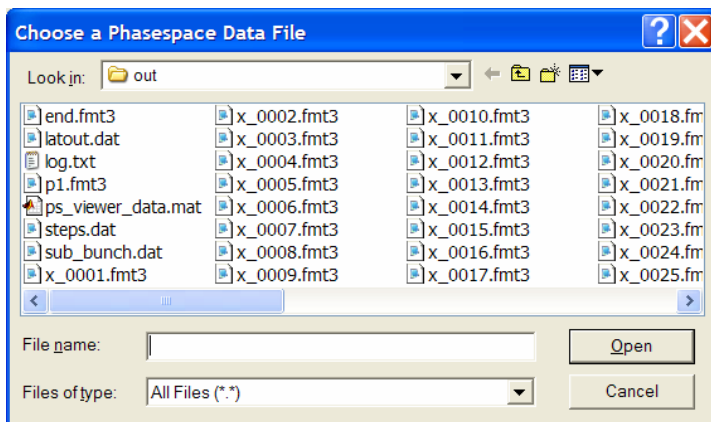 Choose a Phasespace Data File
Look in: out
end.fmt3 x_0002.fmt3 x_0010.fmt3 x_0018.fm
latout.dat x_0003.fmt3 x_0011.fmt3 x_0019.fm
log.txt x_0004.fmt3 x_0012.fmt3 x_0020.fm
p1.fmt3 x_0005.fmt3 x_0013.fmt3 x_0021.fm
ps_viewer_data.mat x_0006.fmt3 x_0014.fmt3 x_0022.fm
steps.dat x_0007.fmt3 x_0015.fmt3 x_0023.fm
sub_bunch.dat x_0008.fmt3 x_0016.fmt3 x_0024.fm
x_0001.fmt3 x_0009.fmt3 x_0017.fmt3 x_0025.fm
File name: Open
Files of type: All Files (*.*) Cancel